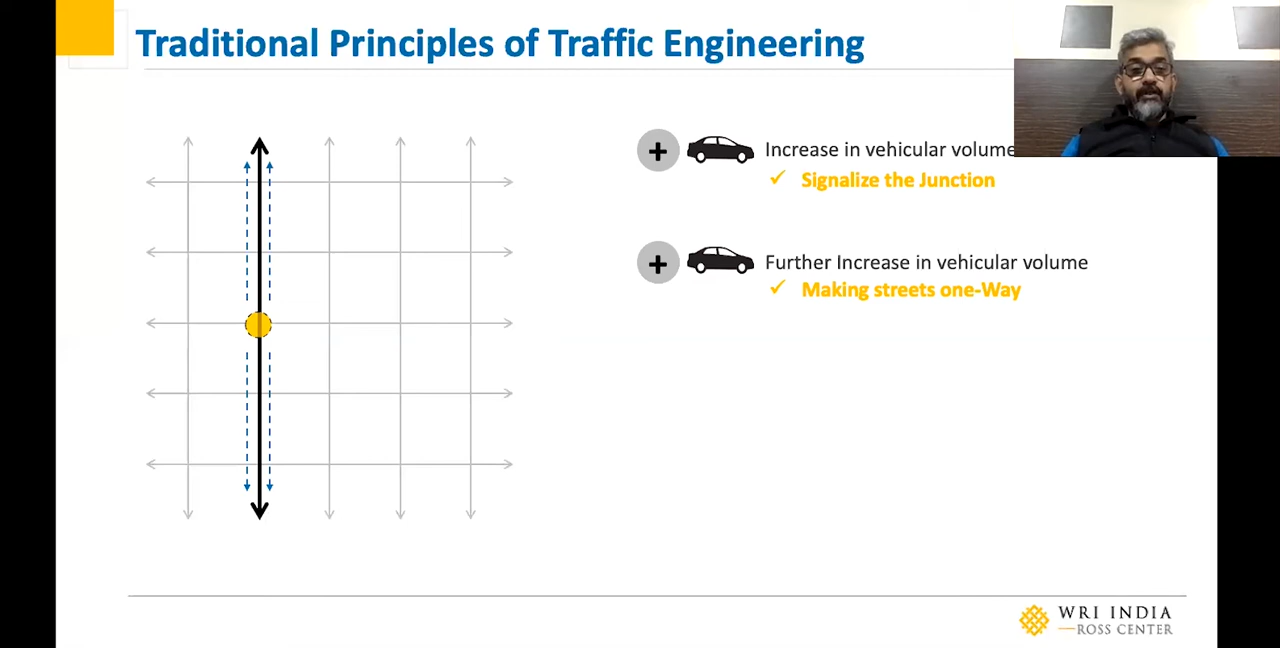 Traditional Principles of Traffic Engineering
Increase in vehicular volume
✓ Signalize the Junction
Further Increase in vehicular volume
✓ Making streets one-Way
WRI INDIA
ROSS CENTER